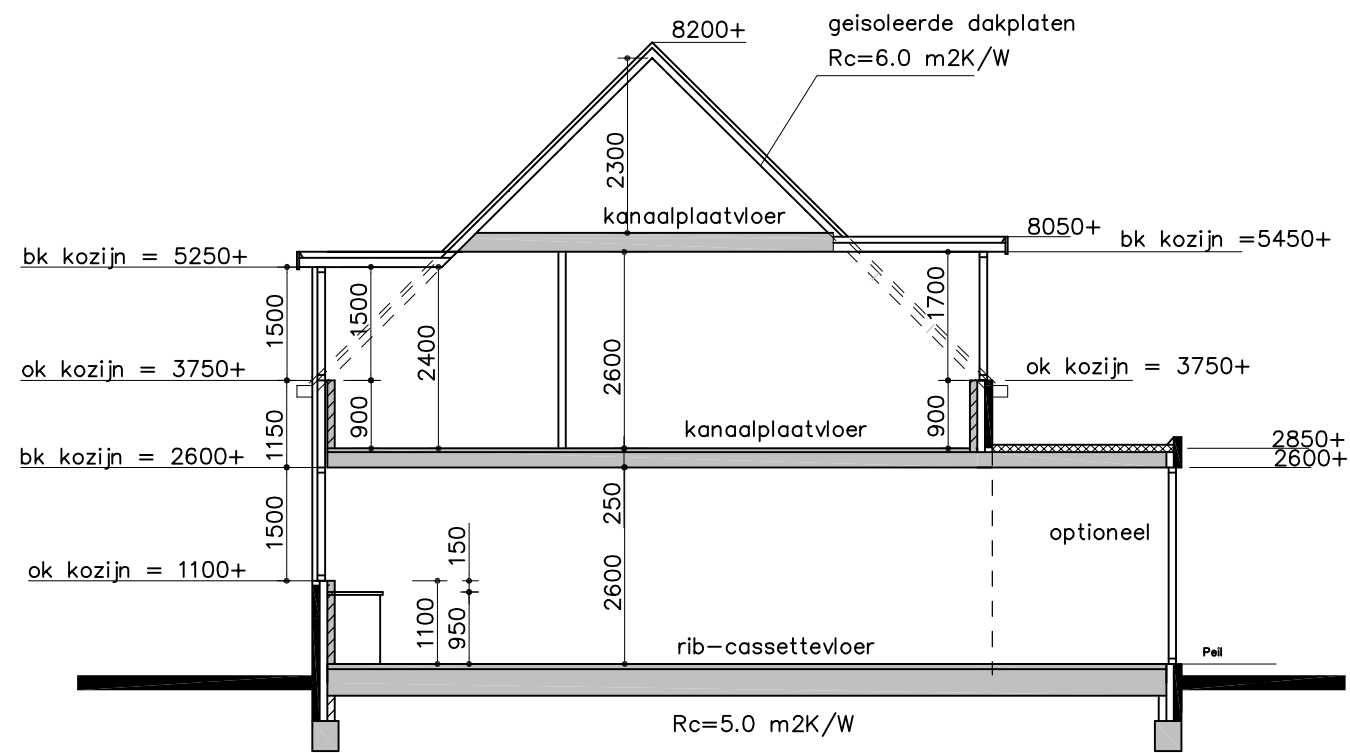 8200+
geisoleerde dakplaten
Rc=6.0 m2K/W
2300
kanaalplaatvloer
8050+
bk kozijn =5450+
bk kozijn = 5250+
1500
1500
2400
2600
1700
ok kozijn = 3750+
ok kozijn = 3750+
1150
900
900
kanaalplaatvloer
2850+
2600+
bk kozijn = 2600+
1500
250
150
optioneel
ok kozijn = 1100+
1100
950
2600
rib-cassettevloer
Peil
Rc=5.0 m2K/W